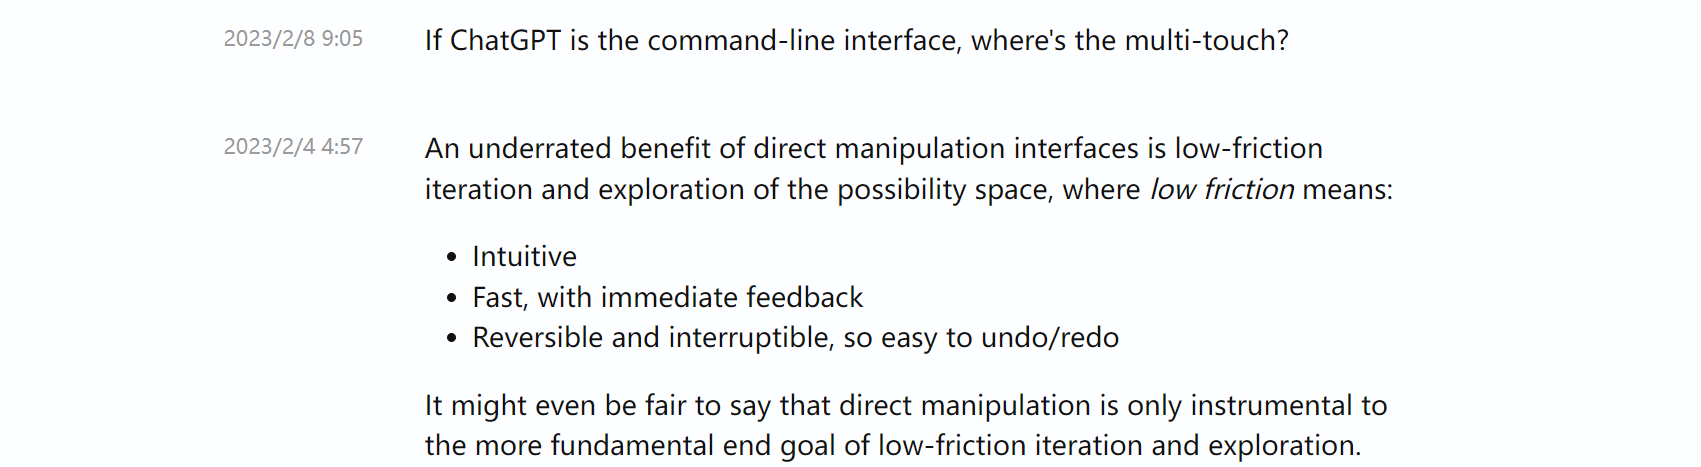 2023/2/8 9:05
If ChatGPT is the command-line interface, where's the multi-touch?
2023/2/4 4:57
An underrated benefit of direct manipulation interfaces is low-friction
iteration and exploration of the possibility space, where low friction means:
• Intuitive
• Fast, with immediate feedback
• Reversible and interruptible, so easy to undo/redo
It might even be fair to say that direct manipulation is only instrumental to
the more fundamental end goal of low-friction iteration and exploration.